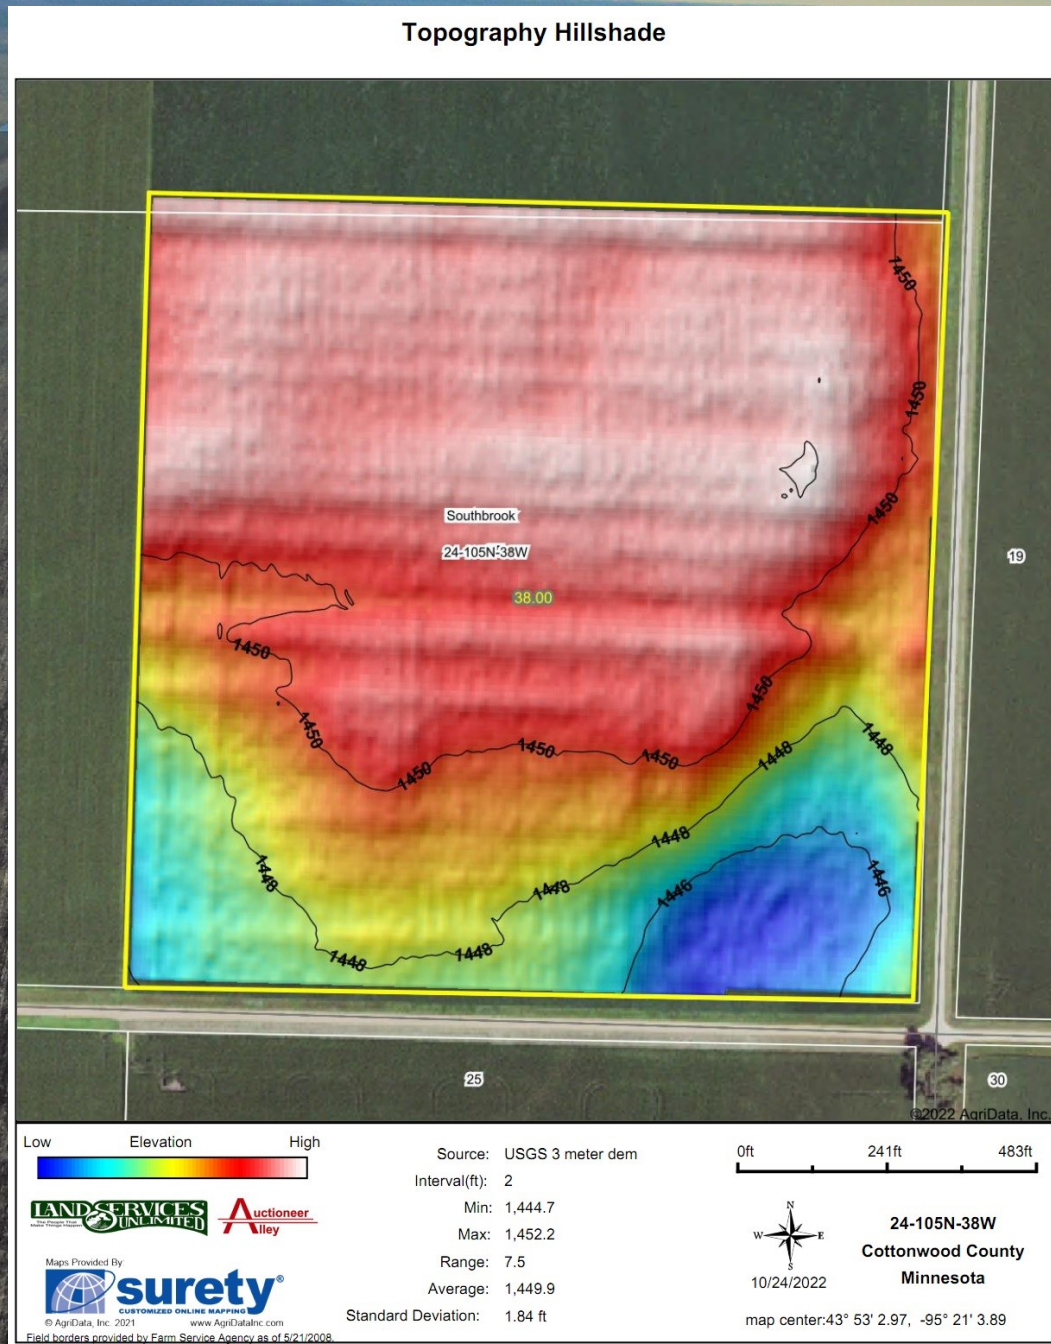 Topography Hillshade
1450
1450
1450
Southbrook
24-105N-38W
19
38.00
1450
1450
1450
1450
1450
1450
1448
1448
1448
1448
1446
1446
1448
1448
1448
25
30
©2022 AgriData, Inc.
Low Elevation High
LAND SERVICES
UNLIMITED
The People That
Make Things Happen
Auctioneer
Alley
Maps Provided By
surety®
CUSTOMIZED ONLINE MAPPING
© AgriData, Inc. 2021 www.AgriDataInc.com
Field borders provided by Farm Service Agency as of 5/21/2008.
Source: USGS 3 meter dem
Interval(ft): 2
Min: 1,444.7
Max: 1,452.2
Range: 7.5
Average: 1,449.9
Standard Deviation: 1.84 ft
0ft 241ft 483ft
N
W E
S
10/24/2022
24-105N-38W
Cottonwood County
Minnesota
map center:43° 53' 2.97, -95° 21' 3.89